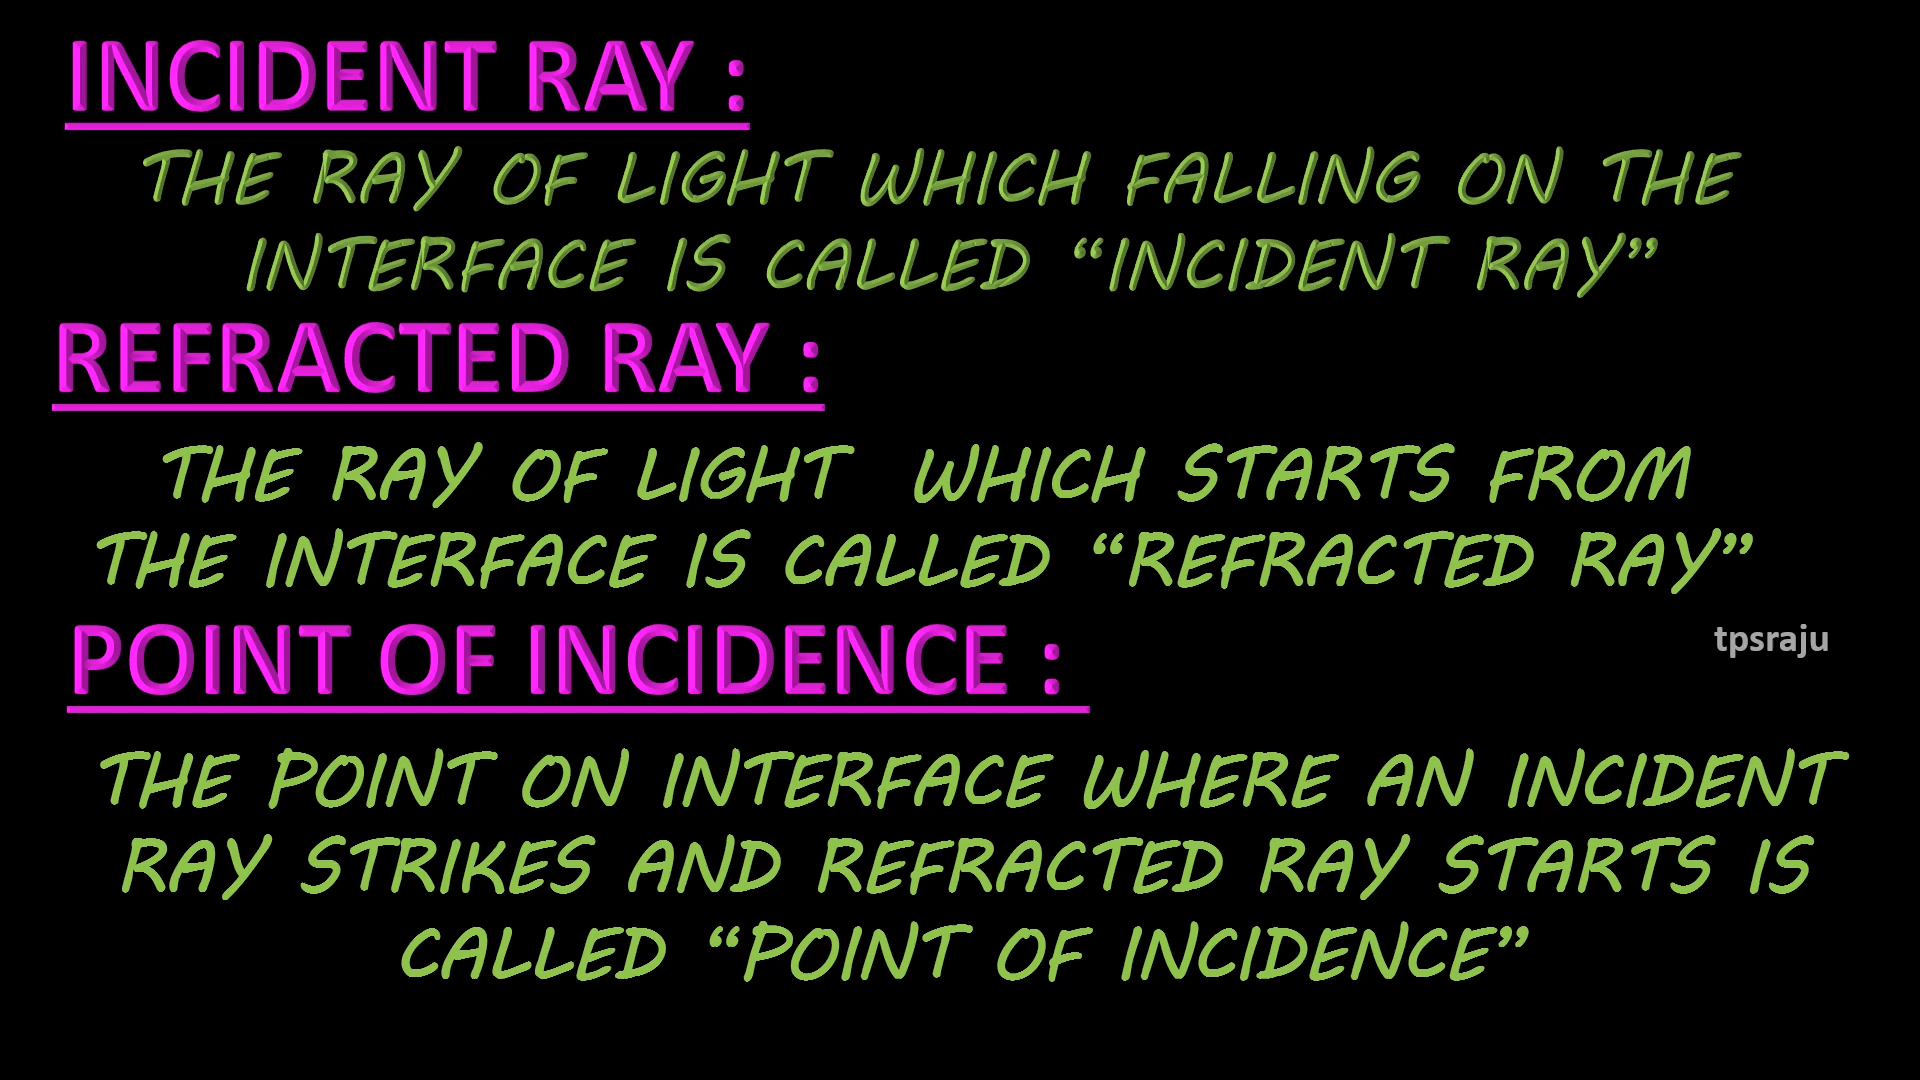 INCIDENT RAY :
THE RAY OF LIGHT WHICH FALLING ON THE
INTERFACE IS CALLED “INCIDENT RAY”
REFRACTED RAY :
THE RAY OF LIGHT  WHICH STARTS FROM
THE INTERFACE IS CALLED “REFRACTED RAY”
POINT OF INCIDENCE :
tpsraju
THE POINT ON INTERFACE WHERE AN INCIDENT
RAY STRIKES AND REFRACTED RAY STARTS IS
CALLED “POINT OF INCIDENCE”